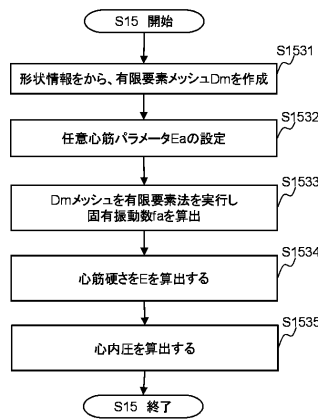 S15 開始
S1531
形状情報をから、有限要素メッシュDmを作成
S1532
任意心筋パラメータEaの設定
S1533
Dmメッシュを有限要素法を実行し
固有振動数faを算出
S1534
心筋硬さをEを算出する
S1535
心内圧を算出する
S15 終了